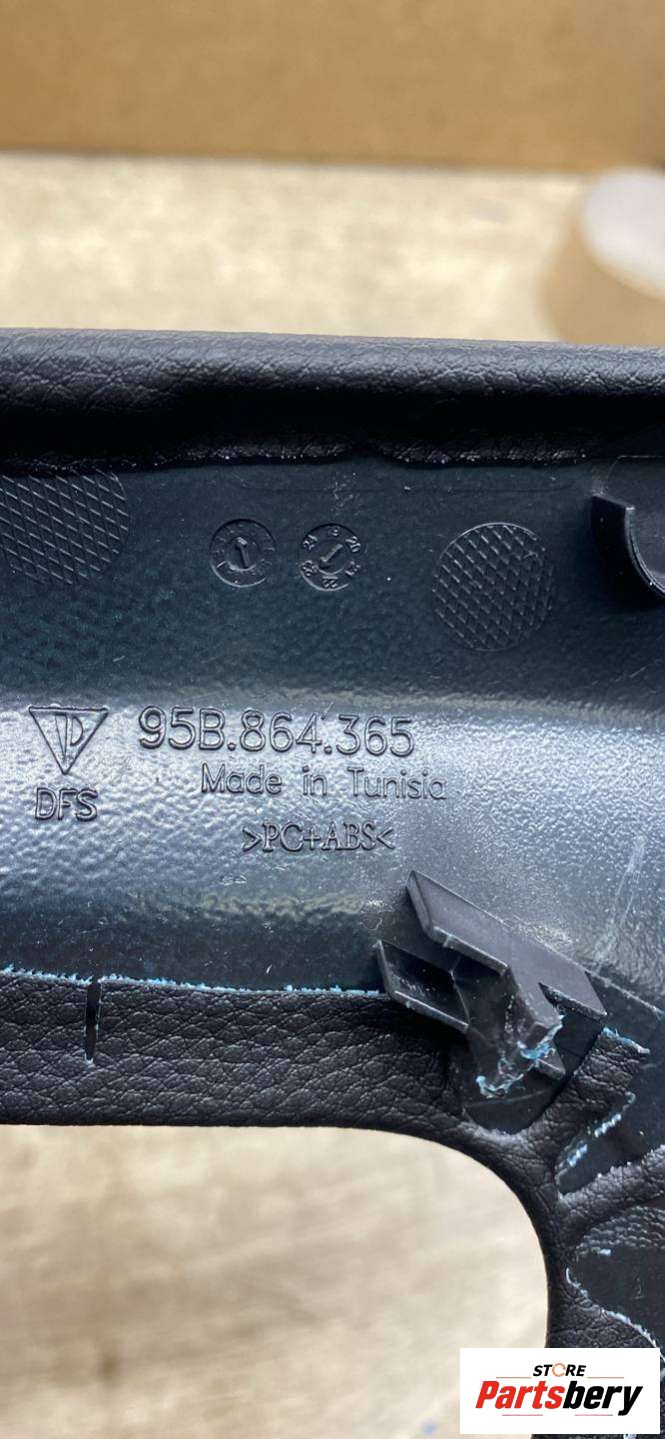 95B.864.365
Made in Tunisia
DFS
>PC+ABS<
STORE
Partsbery